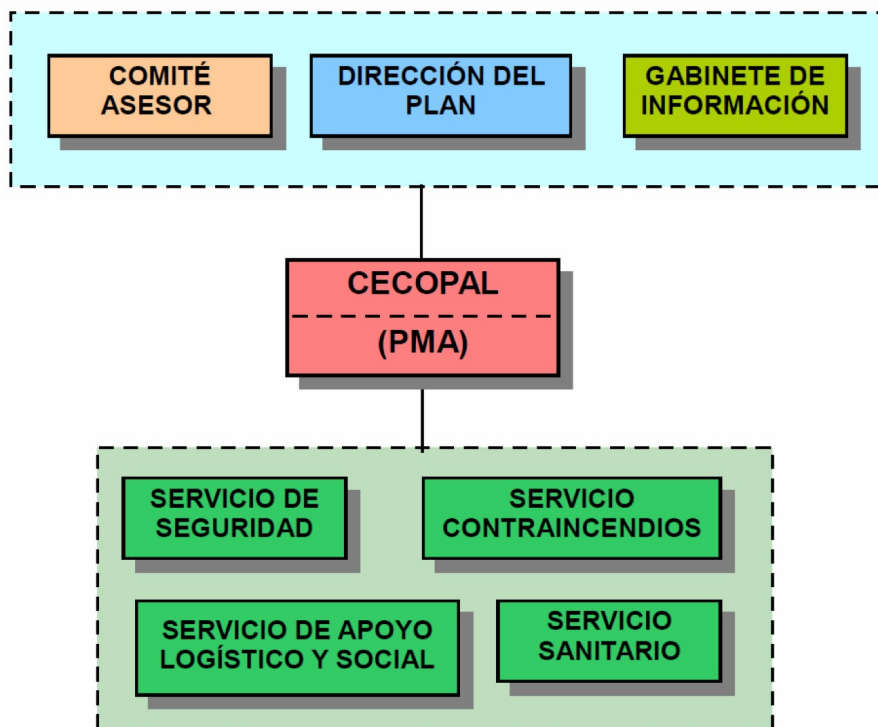 COMITÉ
ASESOR
DIRECCIÓN DEL
PLAN
GABINETE DE
INFORMACIÓN
CECOPAL
(PMA)
SERVICIO DE
SEGURIDAD
SERVICIO
CONTRAINCENDIOS
SERVICIO DE APOYO
LOGÍSTICO Y SOCIAL
SERVICIO
SANITARIO